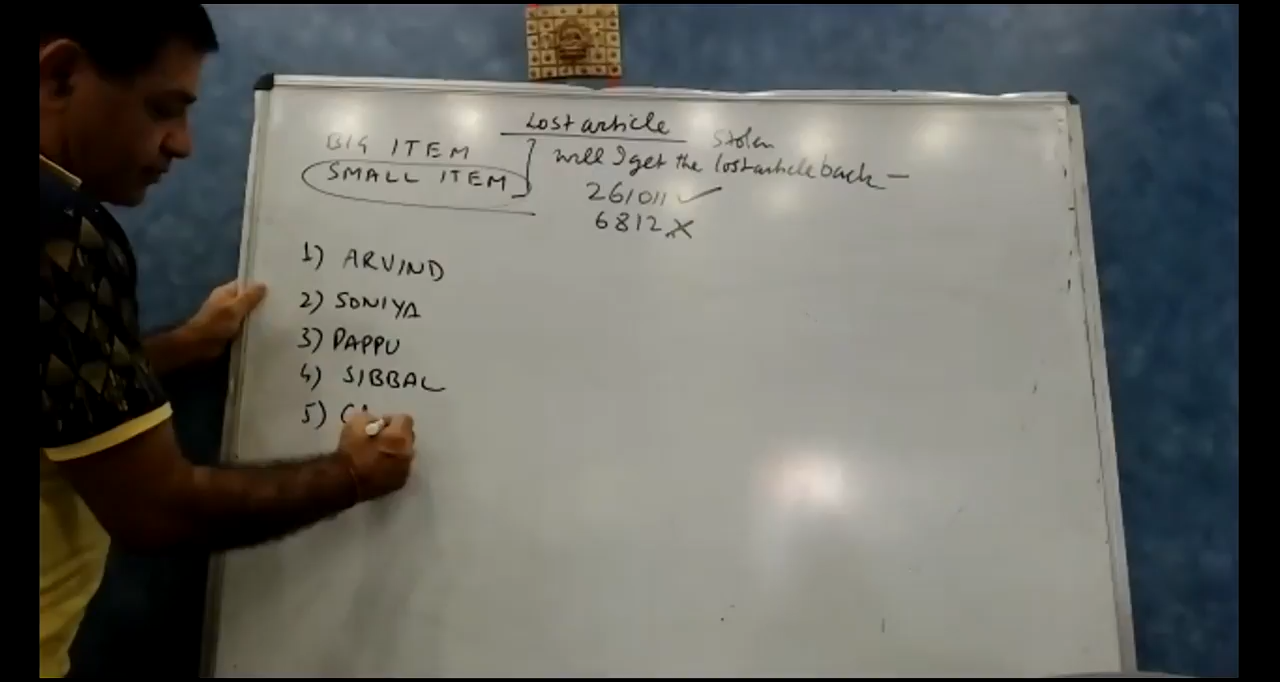 Lost article
BIG ITEM
SMALL ITEM
Stolen
will I get the lost article back —
261011 ✓
6812 ✗
1) ARVIND
2) SONIYA
3) PAPPU
4) SIBBAL
5)